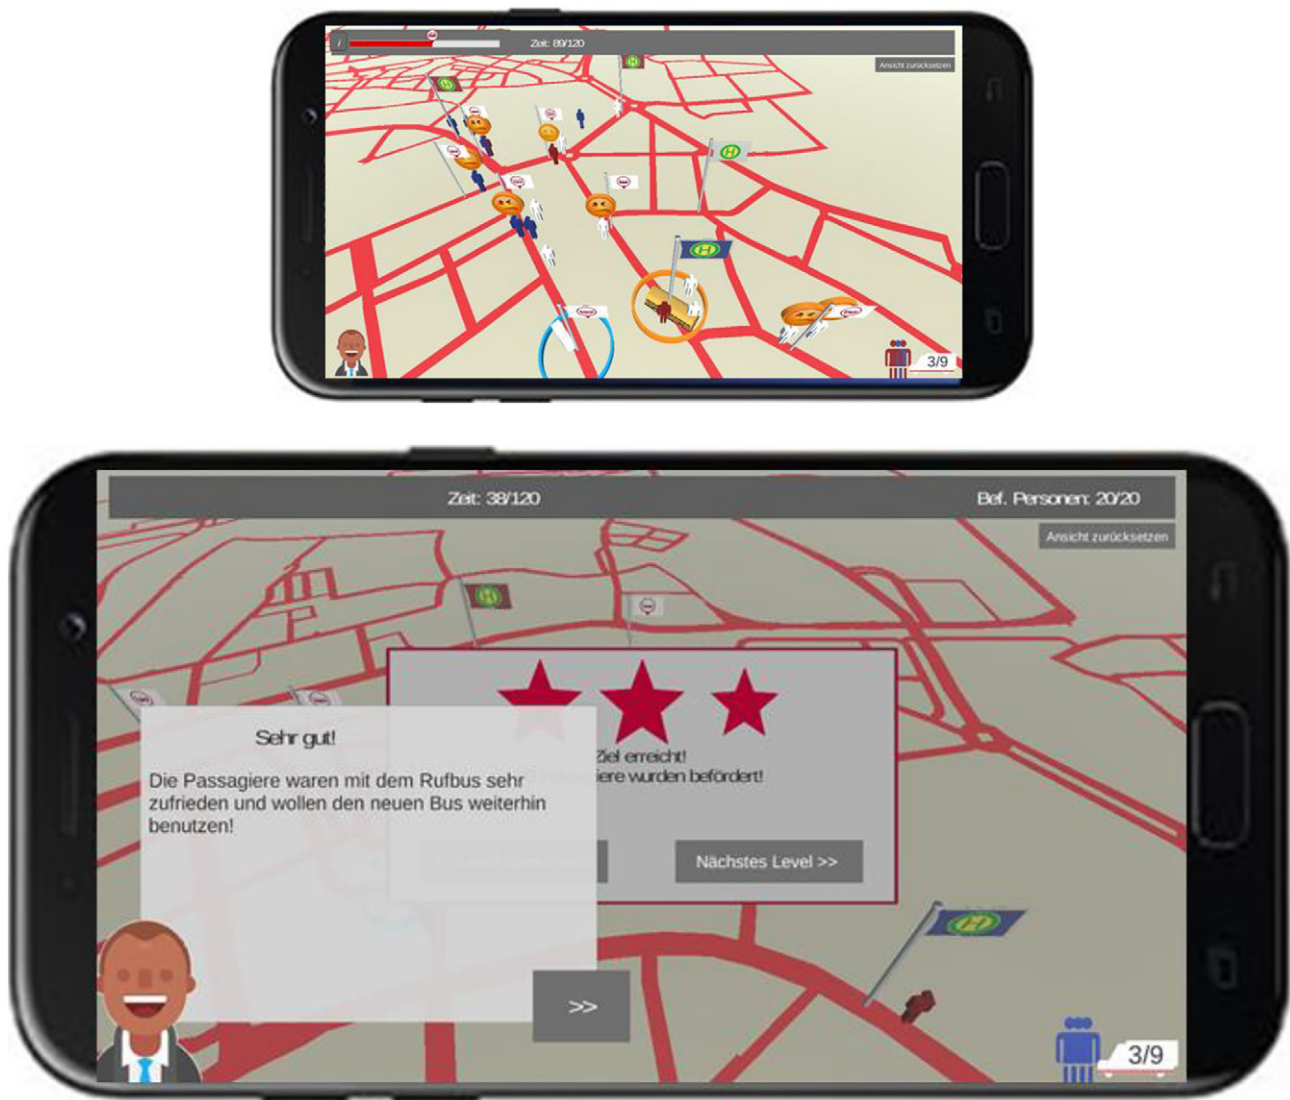 i
Zeit: 89/120
Ansicht zurücksetzen
H
H
H
H
3/9
Zeit: 38/120
Bef. Personen: 20/20
Ansicht zurücksetzen
H
Sehr gut!
Ziel erreicht!
wurden befördert!
Die Passagiere waren mit dem Rufbus sehr
zufrieden und wollen den neuen Bus weiterhin
benutzen!
Nächstes Level >>
H
>>
3/9